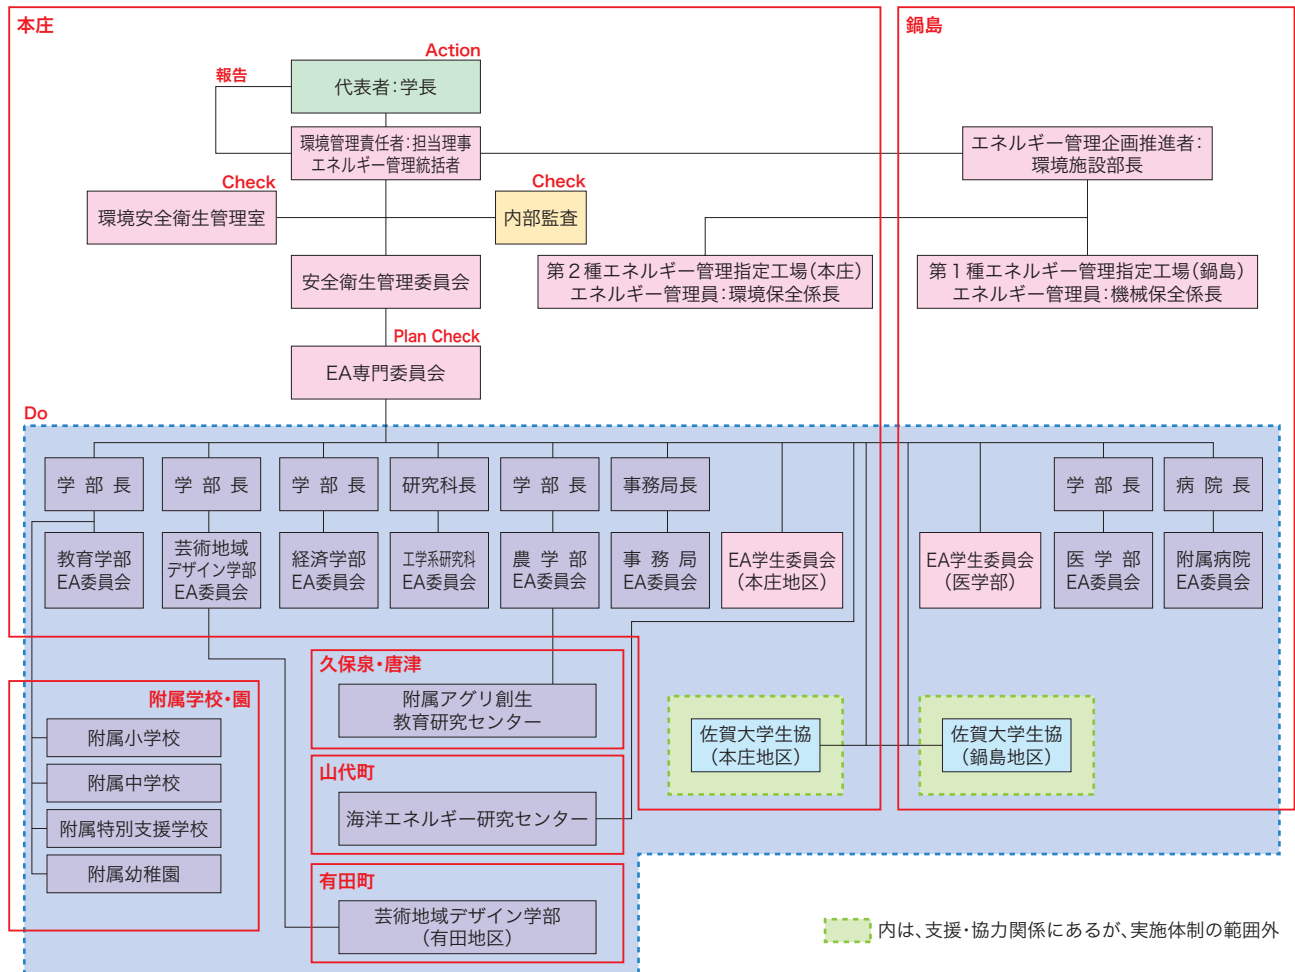 本庄
鍋島
Action
報告
代表者:学長
環境管理責任者:担当理事
エネルギー管理統括者
エネルギー管理企画推進者:
環境施設部長
Check
Check
環境安全衛生管理室
内部監査
安全衛生管理委員会
第2種エネルギー管理指定工場(本庄)
エネルギー管理員:環境保全係長
第1種エネルギー管理指定工場(鍋島)
エネルギー管理員:機械保全係長
Plan Check
EA専門委員会
Do
学部長
学部長
学部長
研究科長
学部長
事務局長
学部長
病院長
教育学部
EA委員会
芸術地域
デザイン学部
EA委員会
経済学部
EA委員会
工学系研究科
EA委員会
農学部
EA委員会
事務局
EA委員会
EA学生委員会
(本庄地区)
EA学生委員会
(医学部)
医学部
EA委員会
附属病院
EA委員会
久保泉・唐津
附属アグリ創生
教育研究センター
附属学校・園
附属小学校
附属中学校
附属特別支援学校
附属幼稚園
佐賀大学生協
(本庄地区)
佐賀大学生協
(鍋島地区)
山代町
海洋エネルギー研究センター
有田町
芸術地域デザイン学部
(有田地区)
内は、支援・協力関係にあるが、実施体制の範囲外